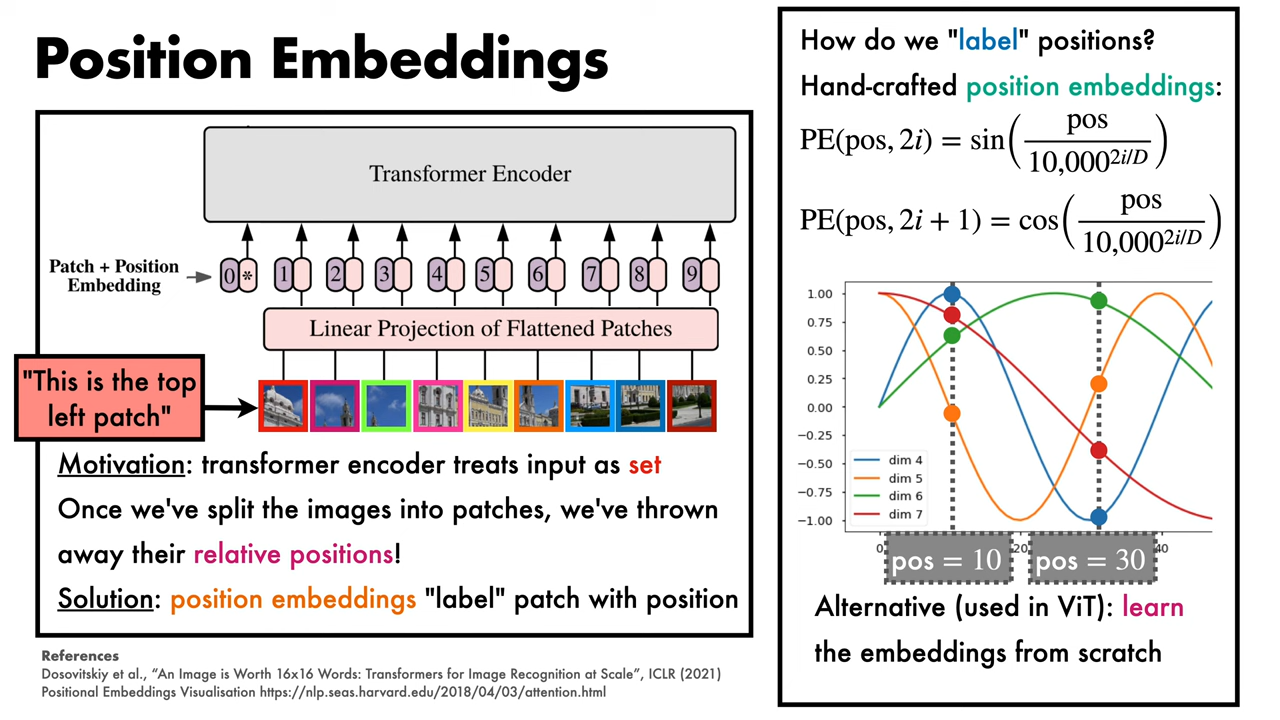 Position Embeddings
Transformer Encoder
Patch + Position
Embedding
0 * 1 2 3 4 5 6 7 8 9
Linear Projection of Flattened Patches
"This is the top
left patch"
Motivation: transformer encoder treats input as set
Once we've split the images into patches, we've thrown
away their relative positions!
Solution: position embeddings "label" patch with position
References
Dosovitskiy et al., “An Image is Worth 16x16 Words: Transformers for Image Recognition at Scale”, ICLR (2021)
Positional Embeddings Visualisation https://nlp.seas.harvard.edu/2018/04/03/attention.html
How do we "label" positions?
Hand-crafted position embeddings:
PE(pos, 2i) = sin(pos / 10,000^{2i/D})
PE(pos, 2i + 1) = cos(pos / 10,000^{2i/D})
1.00
0.75
0.50
0.25
0.00
−0.25
−0.50
−0.75
−1.00
dim 4
dim 5
dim 6
dim 7
0 20 40
pos = 10 pos = 30
Alternative (used in ViT): learn
the embeddings from scratch